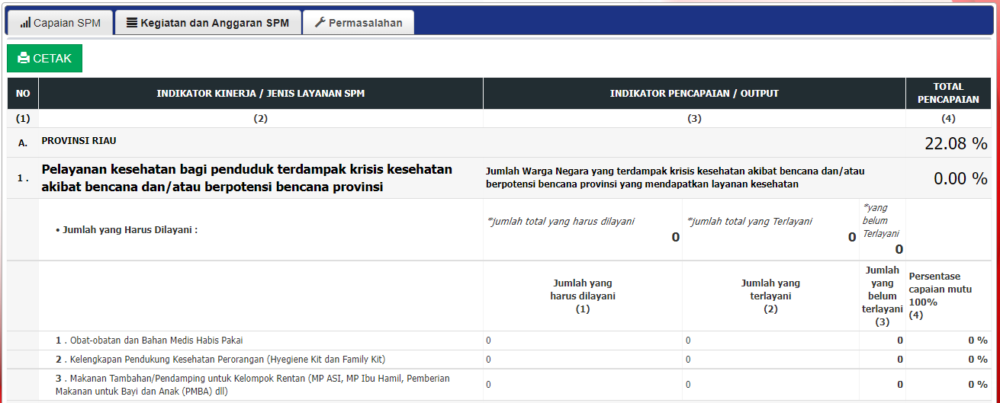 Capaian SPM
Kegiatan dan Anggaran SPM
Permasalahan
CETAK
NO
INDIKATOR KINERJA / JENIS LAYANAN SPM
INDIKATOR PENCAPAIAN / OUTPUT
TOTAL
PENCAPAIAN
(1)
(2)
(3)
(4)
A.
PROVINSI RIAU
22.08 %
1 .
Pelayanan kesehatan bagi penduduk terdampak krisis kesehatan
akibat bencana dan/atau berpotensi bencana provinsi
Jumlah Warga Negara yang terdampak krisis kesehatan akibat bencana dan/atau
berpotensi bencana provinsi yang mendapatkan layanan kesehatan
0.00 %
• Jumlah yang Harus Dilayani :
*jumlah total yang harus dilayani
0
*jumlah total yang Terlayani
0
*yang
belum
Terlayani
0
Jumlah yang
harus dilayani
(1)
Jumlah yang
terlayani
(2)
Jumlah
yang
belum
terlayani
(3)
Persentase
capaian mutu
100%
(4)
1 . Obat-obatan dan Bahan Medis Habis Pakai
0
0
0
0 %
2 . Kelengkapan Pendukung Kesehatan Perorangan (Hyegiene Kit dan Family Kit)
0
0
0
0 %
3 . Makanan Tambahan/Pendamping untuk Kelompok Rentan (MP ASI, MP Ibu Hamil, Pemberian
Makanan untuk Bayi dan Anak (PMBA) dll)
0
0
0
0 %